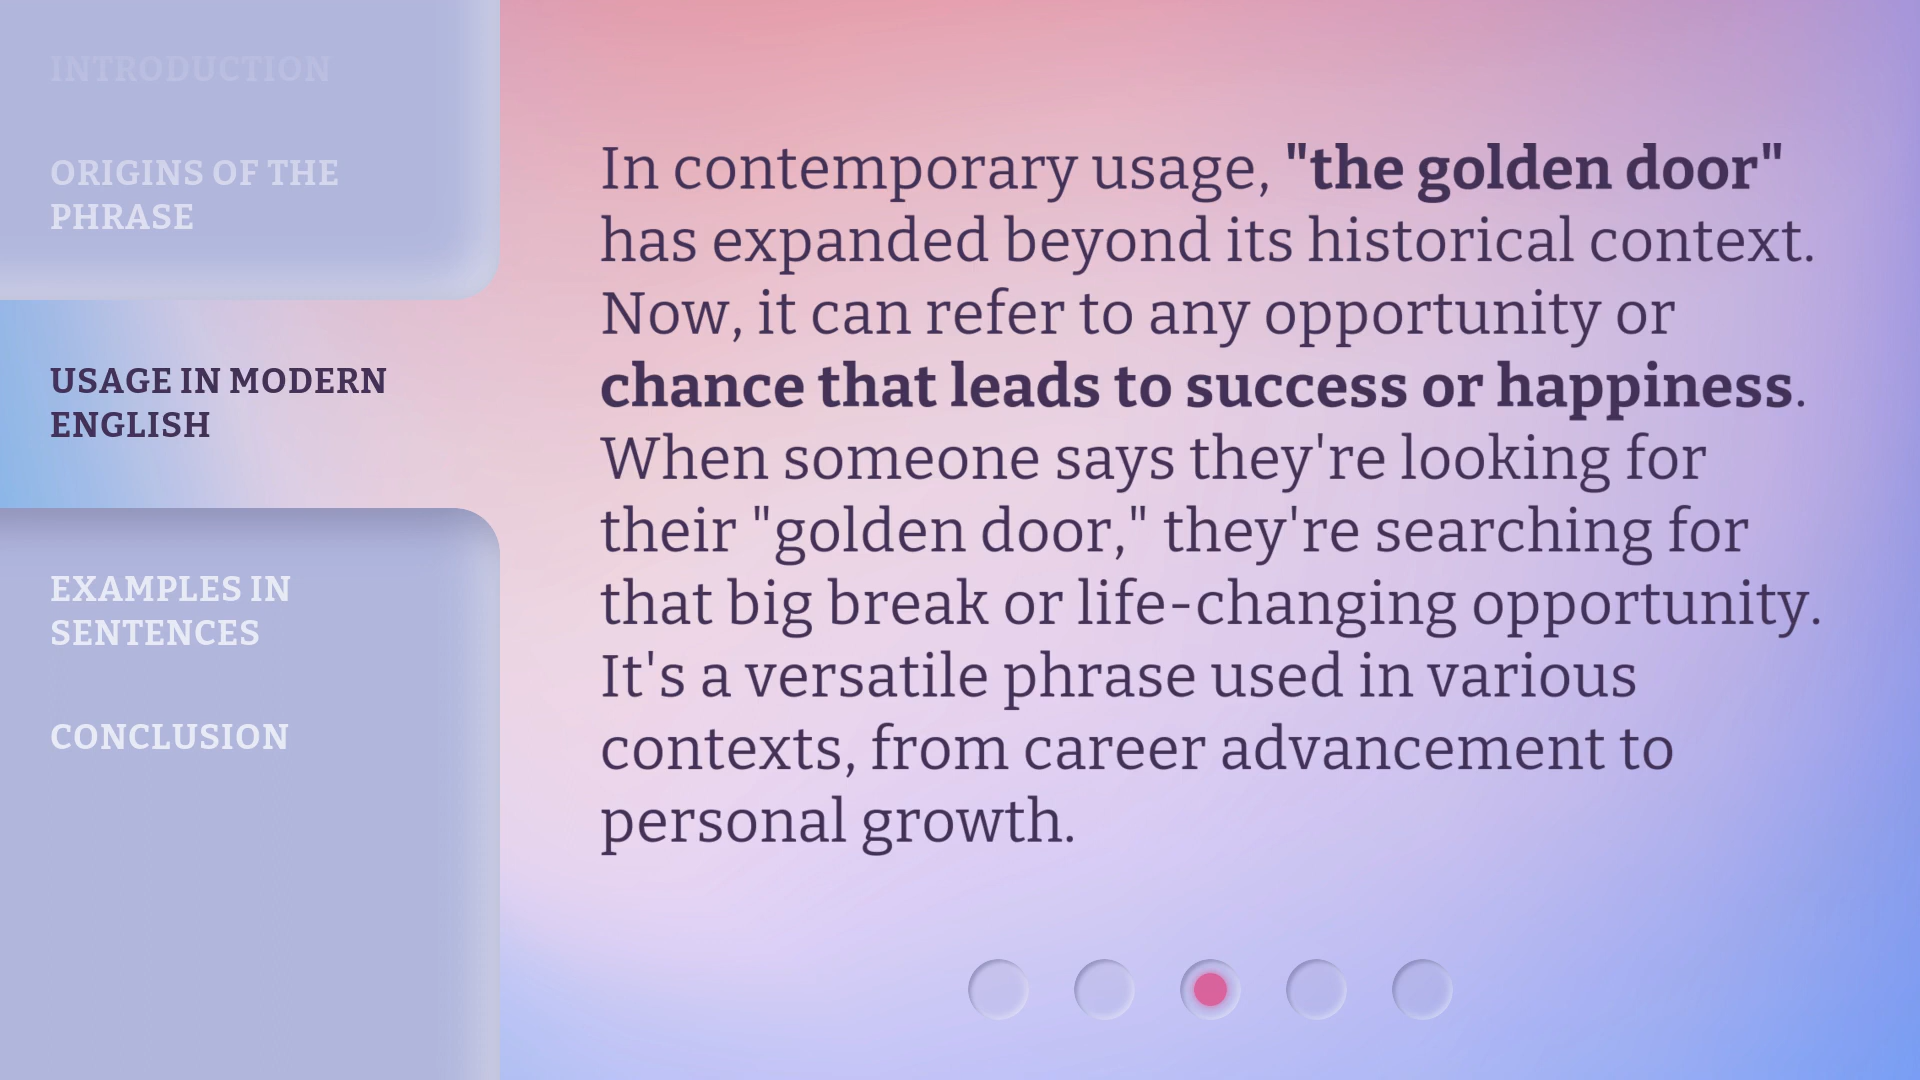 INTRODUCTION
ORIGINS OF THE
PHRASE
USAGE IN MODERN
ENGLISH
EXAMPLES IN
SENTENCES
CONCLUSION
In contemporary usage, "the golden door"
has expanded beyond its historical context.
Now, it can refer to any opportunity or
chance that leads to success or happiness.
When someone says they're looking for
their "golden door," they're searching for
that big break or life-changing opportunity.
It's a versatile phrase used in various
contexts, from career advancement to
personal growth.